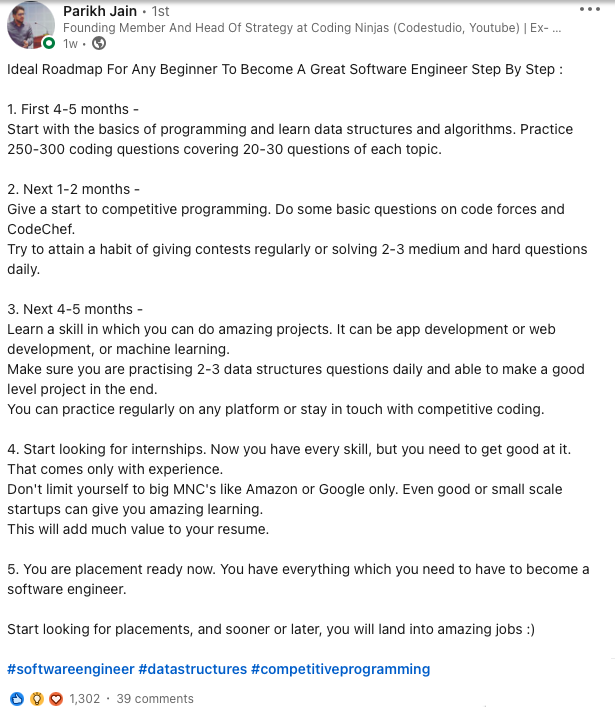 Parikh Jain • 1st
Founding Member And Head Of Strategy at Coding Ninjas (Codestudio, Youtube) | Ex- ...
1w •
Ideal Roadmap For Any Beginner To Become A Great Software Engineer Step By Step :
1. First 4-5 months -
Start with the basics of programming and learn data structures and algorithms. Practice
250-300 coding questions covering 20-30 questions of each topic.
2. Next 1-2 months -
Give a start to competitive programming. Do some basic questions on code forces and
CodeChef.
Try to attain a habit of giving contests regularly or solving 2-3 medium and hard questions
daily.
3. Next 4-5 months -
Learn a skill in which you can do amazing projects. It can be app development or web
development, or machine learning.
Make sure you are practising 2-3 data structures questions daily and able to make a good
level project in the end.
You can practice regularly on any platform or stay in touch with competitive coding.
4. Start looking for internships. Now you have every skill, but you need to get good at it.
That comes only with experience.
Don't limit yourself to big MNC's like Amazon or Google only. Even good or small scale
startups can give you amazing learning.
This will add much value to your resume.
5. You are placement ready now. You have everything which you need to have to become a
software engineer.
Start looking for placements, and sooner or later, you will land into amazing jobs :)
#softwareengineer #datastructures #competitiveprogramming
1,302 • 39 comments